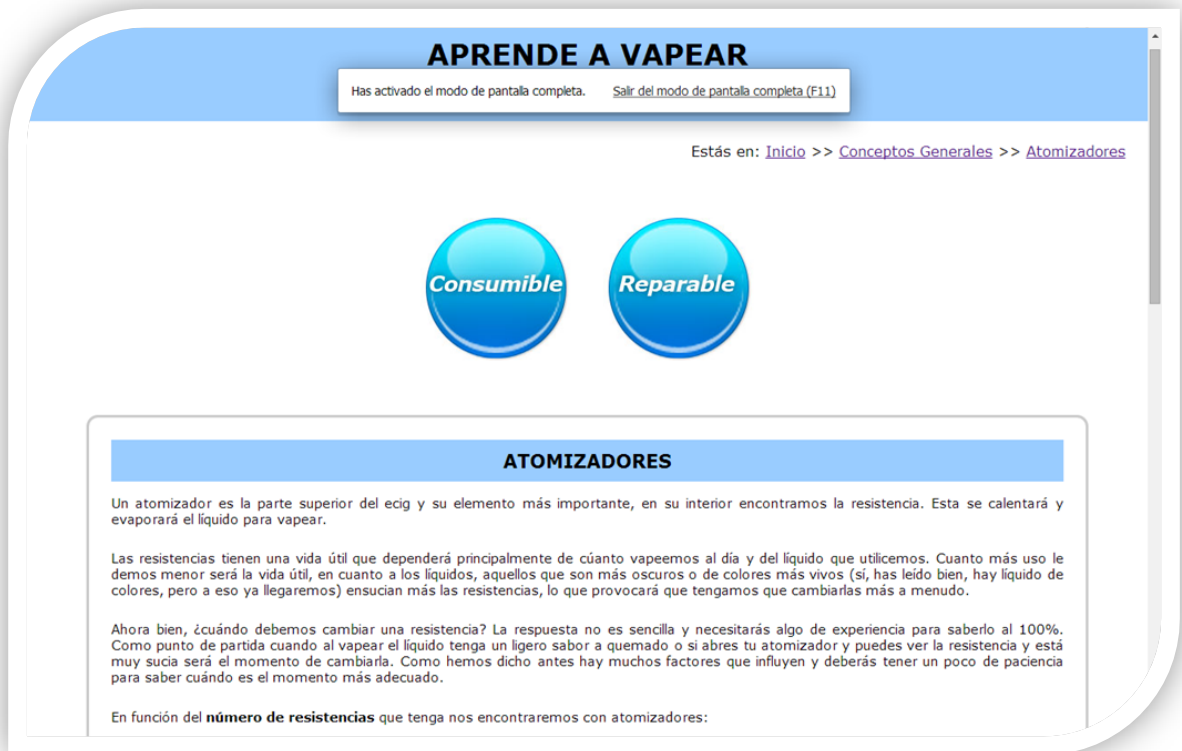 APRENDE A VAPEAR
Has activado el modo de pantalla completa. Salir del modo de pantalla completa (F11)
Estás en: Inicio >> Conceptos Generales >> Atomizadores
Consumible
Reparable
ATOMIZADORES
Un atomizador es la parte superior del ecig y su elemento más importante, en su interior encontramos la resistencia. Esta se calentará y
evaporará el líquido para vapear.
Las resistencias tienen una vida útil que dependerá principalmente de cúanto vapeemos al día y del líquido que utilicemos. Cuanto más uso le
demos menor será la vida útil, en cuanto a los líquidos, aquellos que son más oscuros o de colores más vivos (sí, has leído bien, hay líquido de
colores, pero a eso ya llegaremos) ensucian más las resistencias, lo que provocará que tengamos que cambiarlas más a menudo.
Ahora bien, ¿cuándo debemos cambiar una resistencia? La respuesta no es sencilla y necesitarás algo de experiencia para saberlo al 100%.
Como punto de partida cuando al vapear el líquido tenga un ligero sabor a quemado o si abres tu atomizador y puedes ver la resistencia y está
muy sucia será el momento de cambiarla. Como hemos dicho antes hay muchos factores que influyen y deberás tener un poco de paciencia
para saber cuándo es el momento más adecuado.
En función del número de resistencias que tenga nos encontraremos con atomizadores: